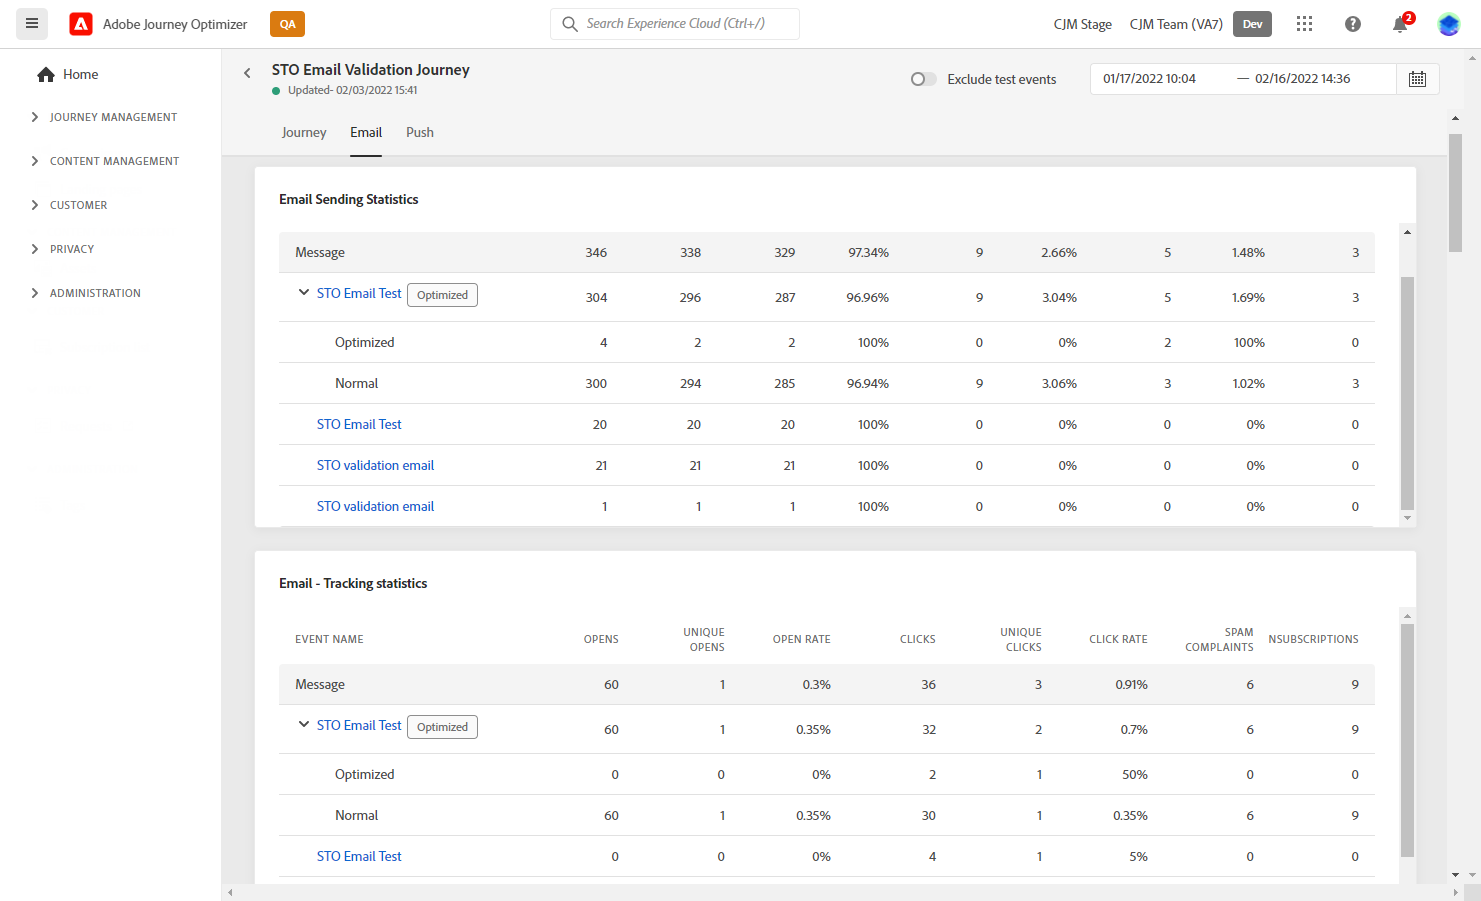 Adobe Journey Optimizer QA Search Experience Cloud (Ctrl+/) CJM Stage CJM Team (VA7) Dev 2
Home
JOURNEY MANAGEMENT
CONTENT MANAGEMENT
CUSTOMER
PRIVACY
ADMINISTRATION
STO Email Validation Journey
Updated- 02/03/2022 15:41
Exclude test events 01/17/2022 10:04 — 02/16/2022 14:36
Journey Email Push
Email Sending Statistics
Message 346 338 329 97.34% 9 2.66% 5 1.48% 3
STO Email Test Optimized 304 296 287 96.96% 9 3.04% 5 1.69% 3
Optimized 4 2 2 100% 0 0% 2 100% 0
Normal 300 294 285 96.94% 9 3.06% 3 1.02% 3
STO Email Test 20 20 20 100% 0 0% 0 0% 0
STO validation email 21 21 21 100% 0 0% 0 0% 0
STO validation email 1 1 1 100% 0 0% 0 0% 0
Email - Tracking statistics
EVENT NAME OPENS UNIQUE OPENS OPEN RATE CLICKS UNIQUE CLICKS CLICK RATE SPAM COMPLAINTS NSUBSCRIPTIONS
Message 60 1 0.3% 36 3 0.91% 6 9
STO Email Test Optimized 60 1 0.35% 32 2 0.7% 6 9
Optimized 0 0 0% 2 1 50% 0 0
Normal 60 1 0.35% 30 1 0.35% 6 9
STO Email Test 0 0 0% 4 1 5% 0 0